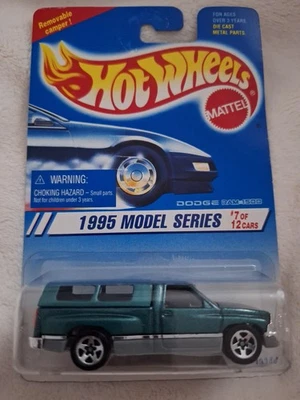 Removable
camper!
FOR AGES
OVER 3 YEARS
DIE CAST
METAL PARTS
HOT WHEELS
MATTEL
WARNING:
CHOKING HAZARD - Small parts
Not for children under 3 years.
DODGE RAM 1500
1995 MODEL SERIES
#7 OF
12 CARS